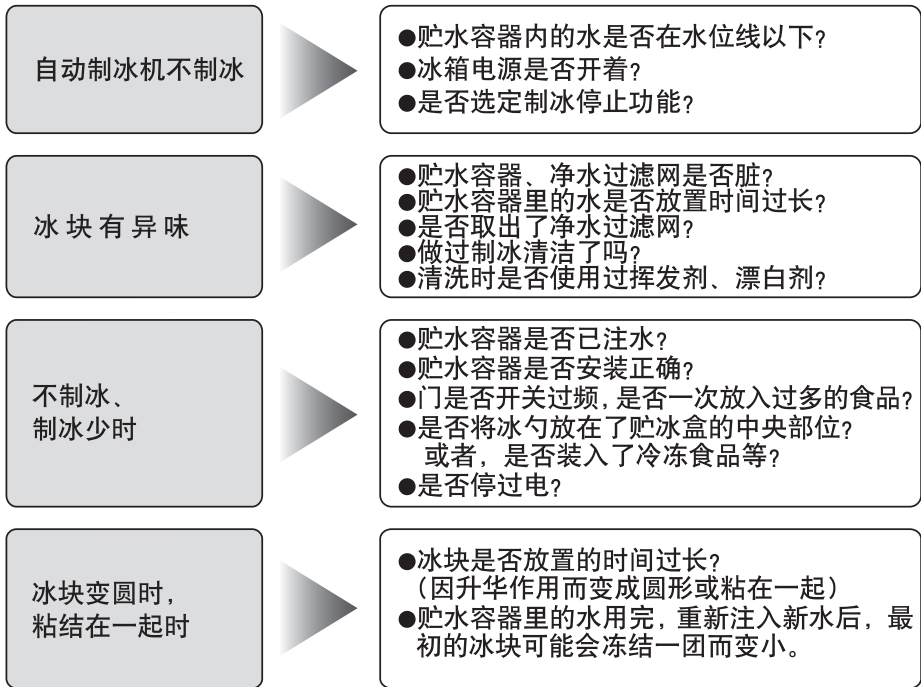 自动制冰机不制冰
●贮水容器内的水是否在水位线以下?
●冰箱电源是否开着?
●是否选定制冰停止功能?
冰块有异味
●贮水容器、净水过滤网是否脏?
●贮水容器里的水是否放置时间过长?
●是否取出了净水过滤网?
●做过制冰清洁了吗?
●清洗时是否使用过挥发剂、漂白剂?
不制冰、
制冰少时
●贮水容器是否已注水?
●贮水容器是否安装正确?
●门是否开关过频,是否一次放入过多的食品?
●是否将冰勺放在了贮冰盒的中央部位?
或者,是否装入了冷冻食品等?
●是否停过电?
冰块变圆时,
粘结在一起时
●冰块是否放置的时间过长?
(因升华作用而变成圆形或粘在一起)
●贮水容器里的水用完,重新注入新水后,最
初的冰块可能会冻结一团而变小。